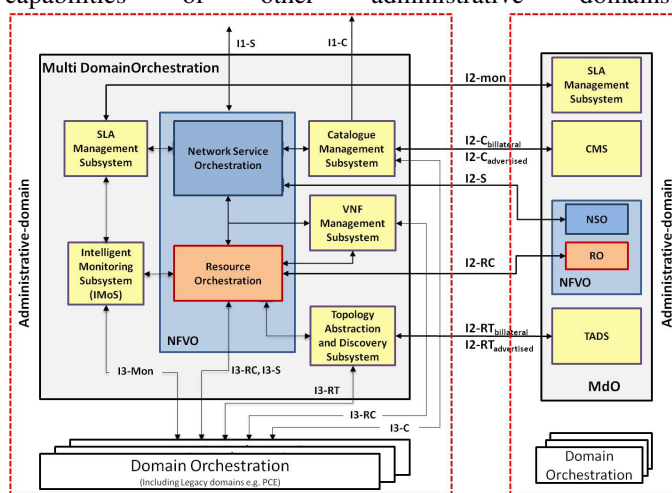 capabilities of other administrative domains.
I1-S
I1-C
Multi DomainOrchestration
SLA
Management
Subsystem
Network Service
Orchestration
Catalogue
Management
Subsystem
VNF
Management
Subsystem
Intelligent
Monitoring
Subsystem
(IMoS)
Resource
Orchestration
Topology
Abstraction
and Discovery
Subsystem
NFVO
I3-Mon
I3-RC, I3-S
I3-RT
I3-RC
I3-C
Domain Orchestration
(Including Legacy domains e.g. PCE)
Administrative-domain
I2-mon
I2-Cbillateral
I2-Cadvertised
I2-S
I2-RC
I2-RTbillateral
I2-RTadvertised
SLA
Management
Subsystem
CMS
NSO
RO
NFVO
TADS
MdO
Domain
Orchestration
Administrative-domain